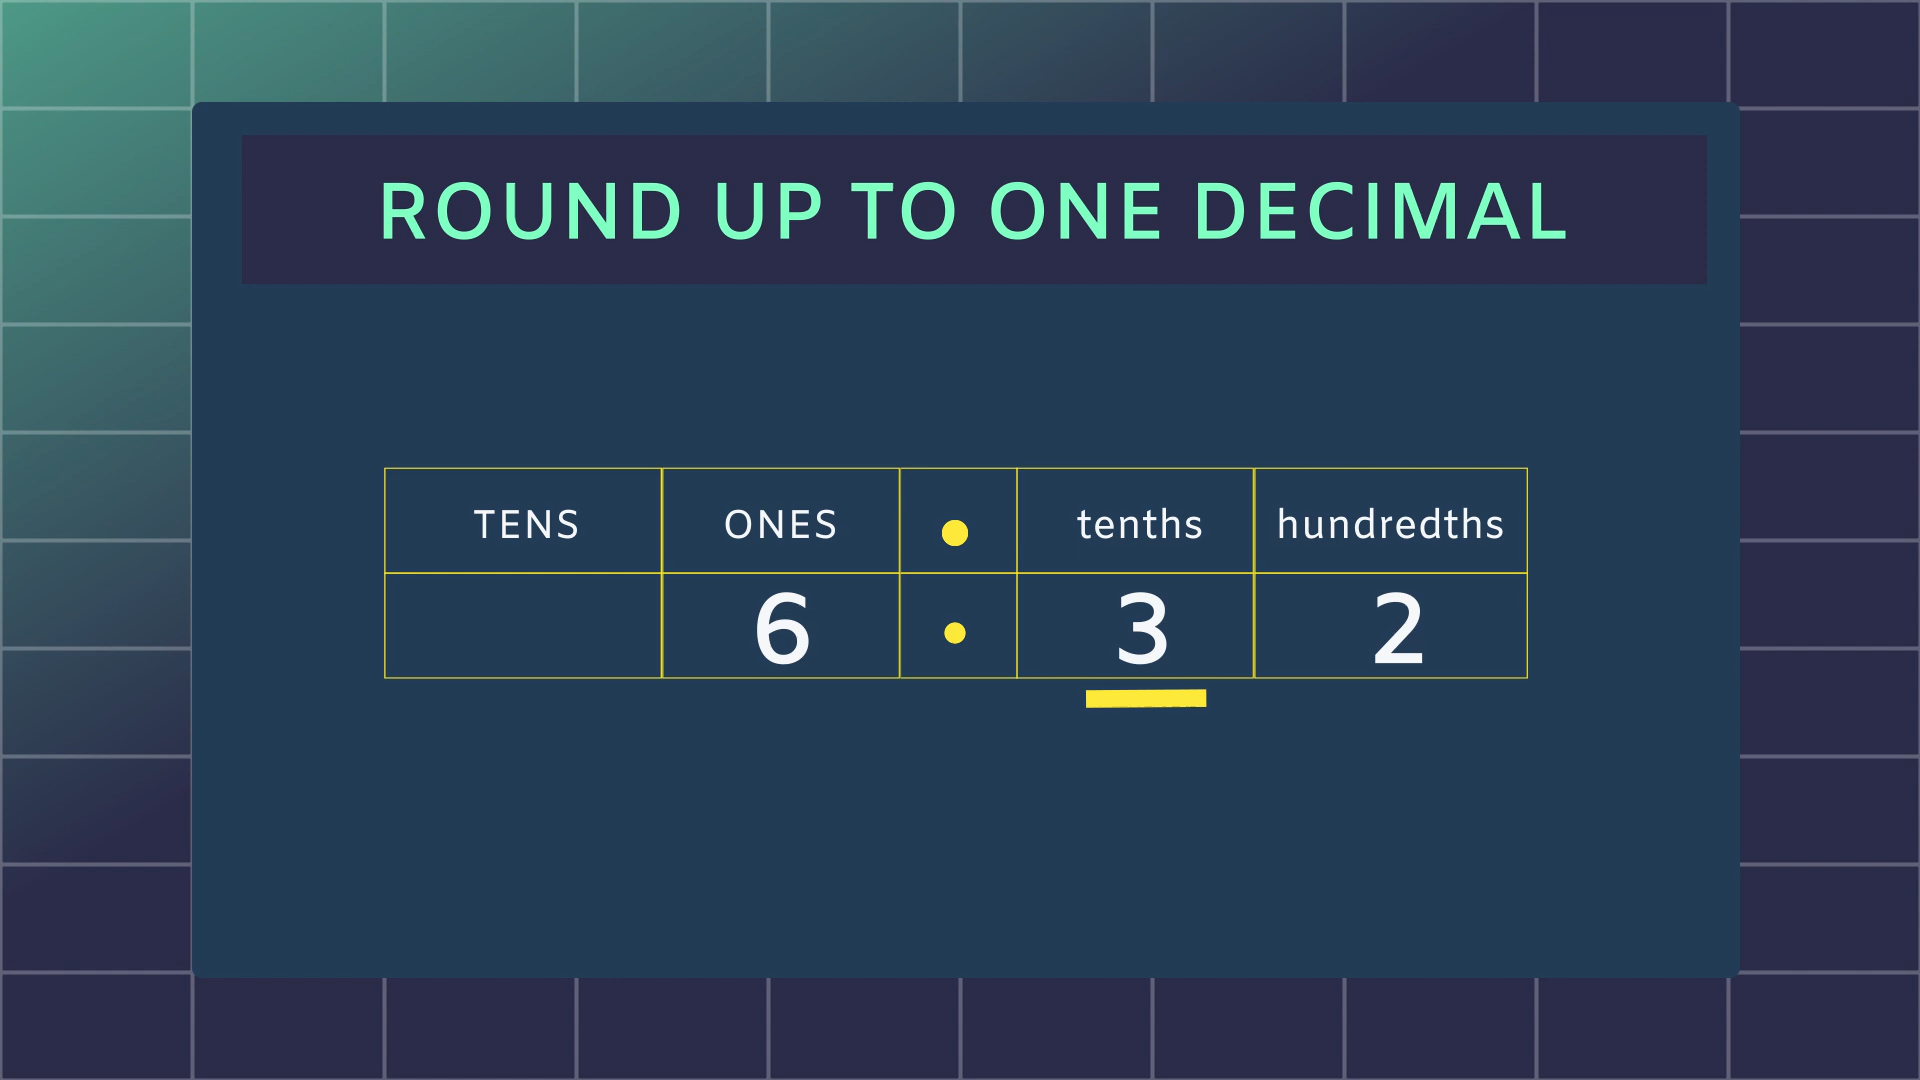 ROUND UP TO ONE DECIMAL
TENS ONES . tenths hundredths
6 . 3 2